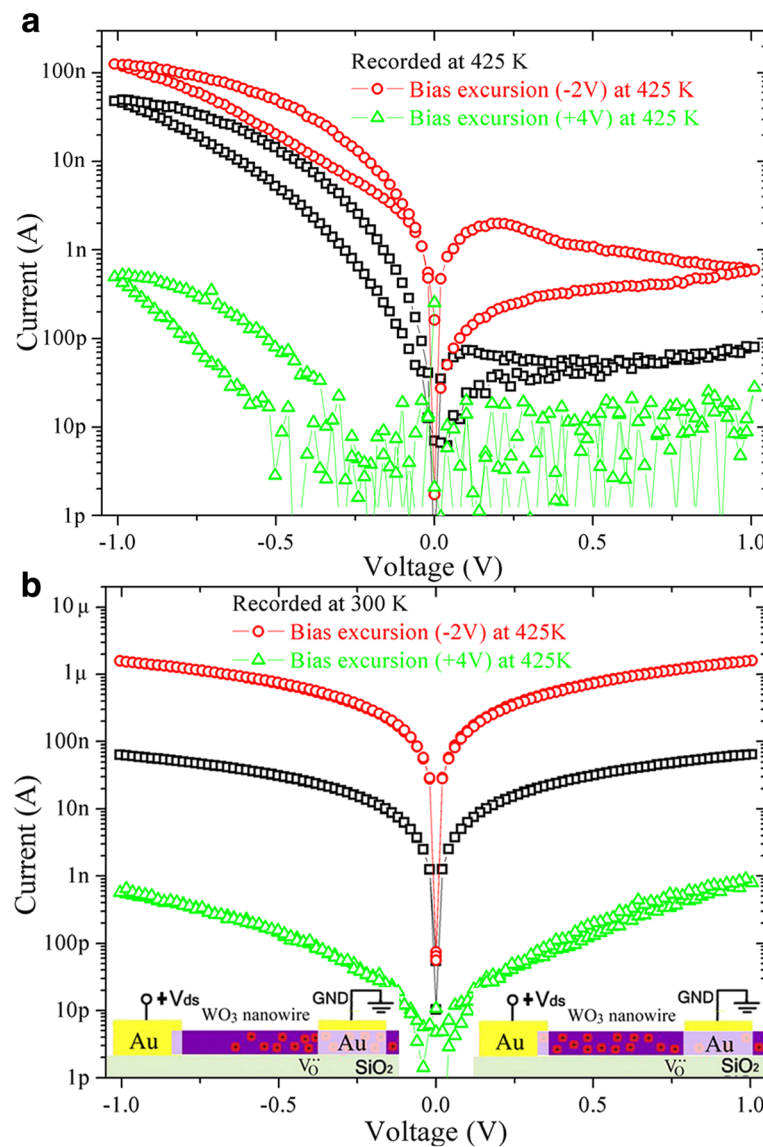 a
Recorded at 425 K
Bias excursion (-2V) at 425 K
Bias excursion (+4V) at 425 K
100n
10n
1n
100p
10p
1p
Current (A)
-1.0 -0.5 0.0 0.5 1.0
Voltage (V)
b
Recorded at 300 K
Bias excursion (-2V) at 425K
Bias excursion (+4V) at 425K
10 μ
1μ
100n
10n
1n
100p
10p
1p
Current (A)
+Vds GND
WO3 nanowire
Au Au
VÖ SiO2
+Vds GND
WO3 nanowire
Au Au
VÖ SiO2
-1.0 -0.5 0.0 0.5 1.0
Voltage (V)